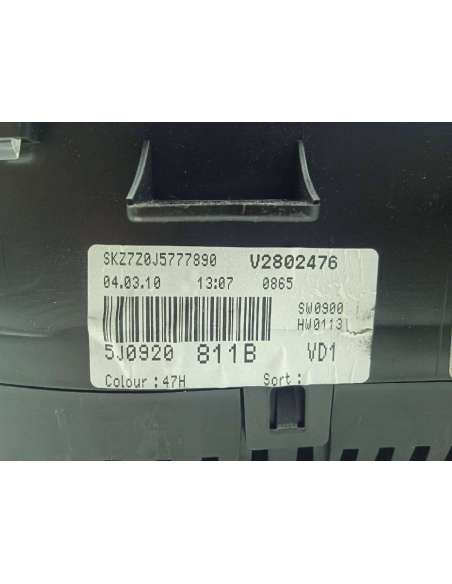 SKZ7Z0J5777890 V2802476
04.03.10 13:07 0865 SW0900
HW0113
5J0920 811B VD1
Colour : 47H Sort :